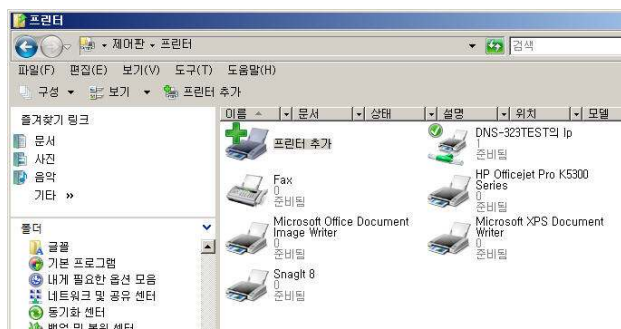 프린터
제어판 ▾ 프린터
검색
파일(F) 편집(E) 보기(V) 도구(T) 도움말(H)
구성 ▾ 보기 ▾ 프린터 추가
즐겨찾기 링크
문서
사진
음악
기타 »
폴더
글꼴
기본 프로그램
내게 필요한 옵션 모음
네트워크 및 공유 센터
동기화 센터
백업 및 복원 센터
이름 문서 상태 설명 위치 모델
프린터 추가
DNS-323TEST의 lp
1
준비됨
Fax
0
준비됨
HP Officejet Pro K5300
Series
0
준비됨
Microsoft Office Document
Image Writer
0
준비됨
Microsoft XPS Document
Writer
0
준비됨
SnagIt 8
0
준비됨